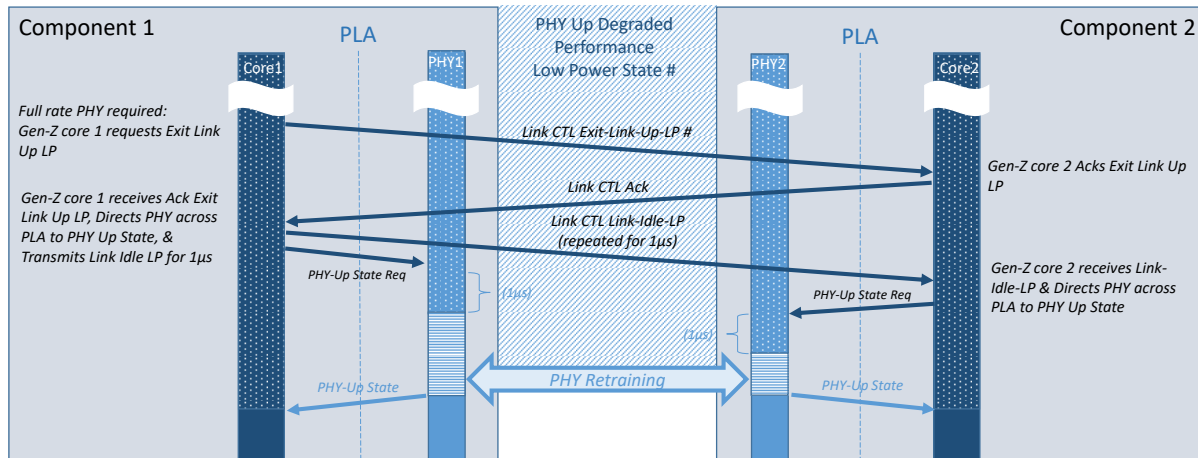 Component 1
PLA
PHY Up Degraded
Performance
Low Power State #
PLA
Component 2
Core1
PHY1
PHY2
Core2
Full rate PHY required:
Gen-Z core 1 requests Exit Link
Up LP
Link CTL Exit-Link-Up-LP #
Gen-Z core 2 Acks Exit Link Up
LP
Link CTL Ack
Gen-Z core 1 receives Ack Exit
Link Up LP, Directs PHY across
PLA to PHY Up State, &
Transmits Link Idle LP for 1µs
Link CTL Link-Idle-LP
(repeated for 1µs)
PHY-Up State Req
(1µs)
Gen-Z core 2 receives Link-
Idle-LP & Directs PHY across
PLA to PHY Up State
PHY-Up State Req
(1µs)
PHY Retraining
PHY-Up State
PHY-Up State